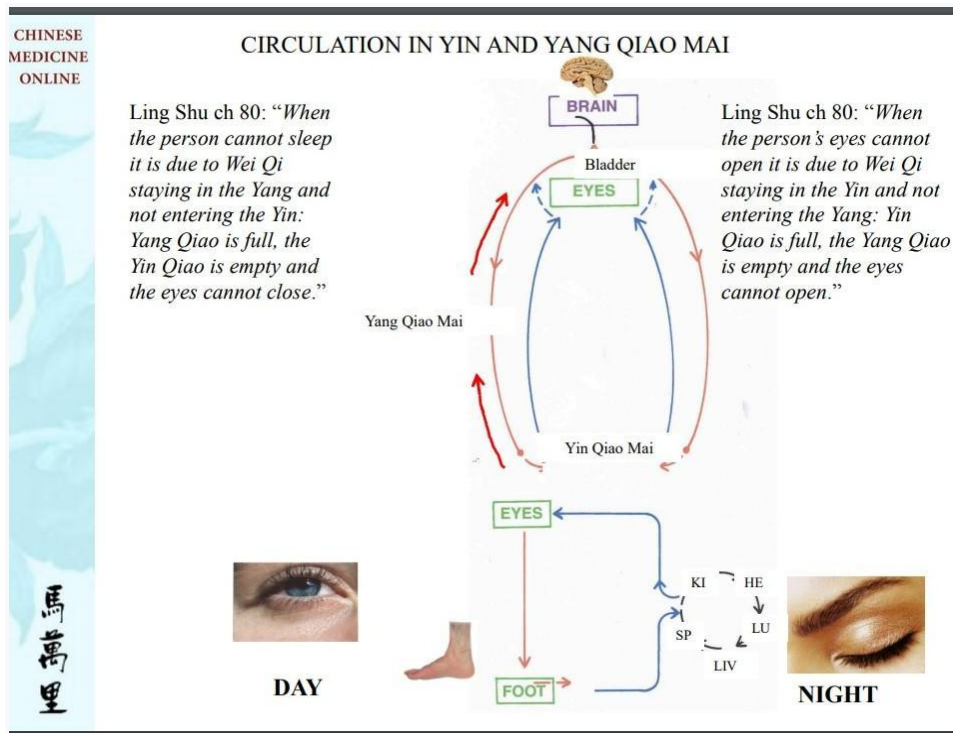 CHINESE
MEDICINE
ONLINE
CIRCULATION IN YIN AND YANG QIAO MAI
Ling Shu ch 80: “When
the person cannot sleep
it is due to Wei Qi
staying in the Yang and
not entering the Yin:
Yang Qiao is full, the
Yin Qiao is empty and
the eyes cannot close.”
BRAIN
Bladder
EYES
Ling Shu ch 80: “When
the person’s eyes cannot
open it is due to Wei Qi
staying in the Yin and not
entering the Yang: Yin
Qiao is full, the Yang Qiao
is empty and the eyes
cannot open.”
Yang Qiao Mai
Yin Qiao Mai
EYES
KI
HE
LU
SP
LIV
FOOT
DAY
NIGHT
馬
萬
里